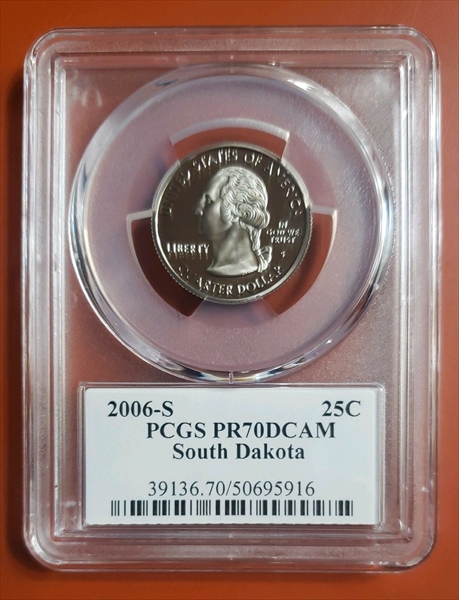 UNITED STATES OF AMERICA
LIBERTY
IN
GOD WE
TRUST
S
QUARTER DOLLAR
2006-S 25C
PCGS PR70DCAM
South Dakota
39136.70/50695916